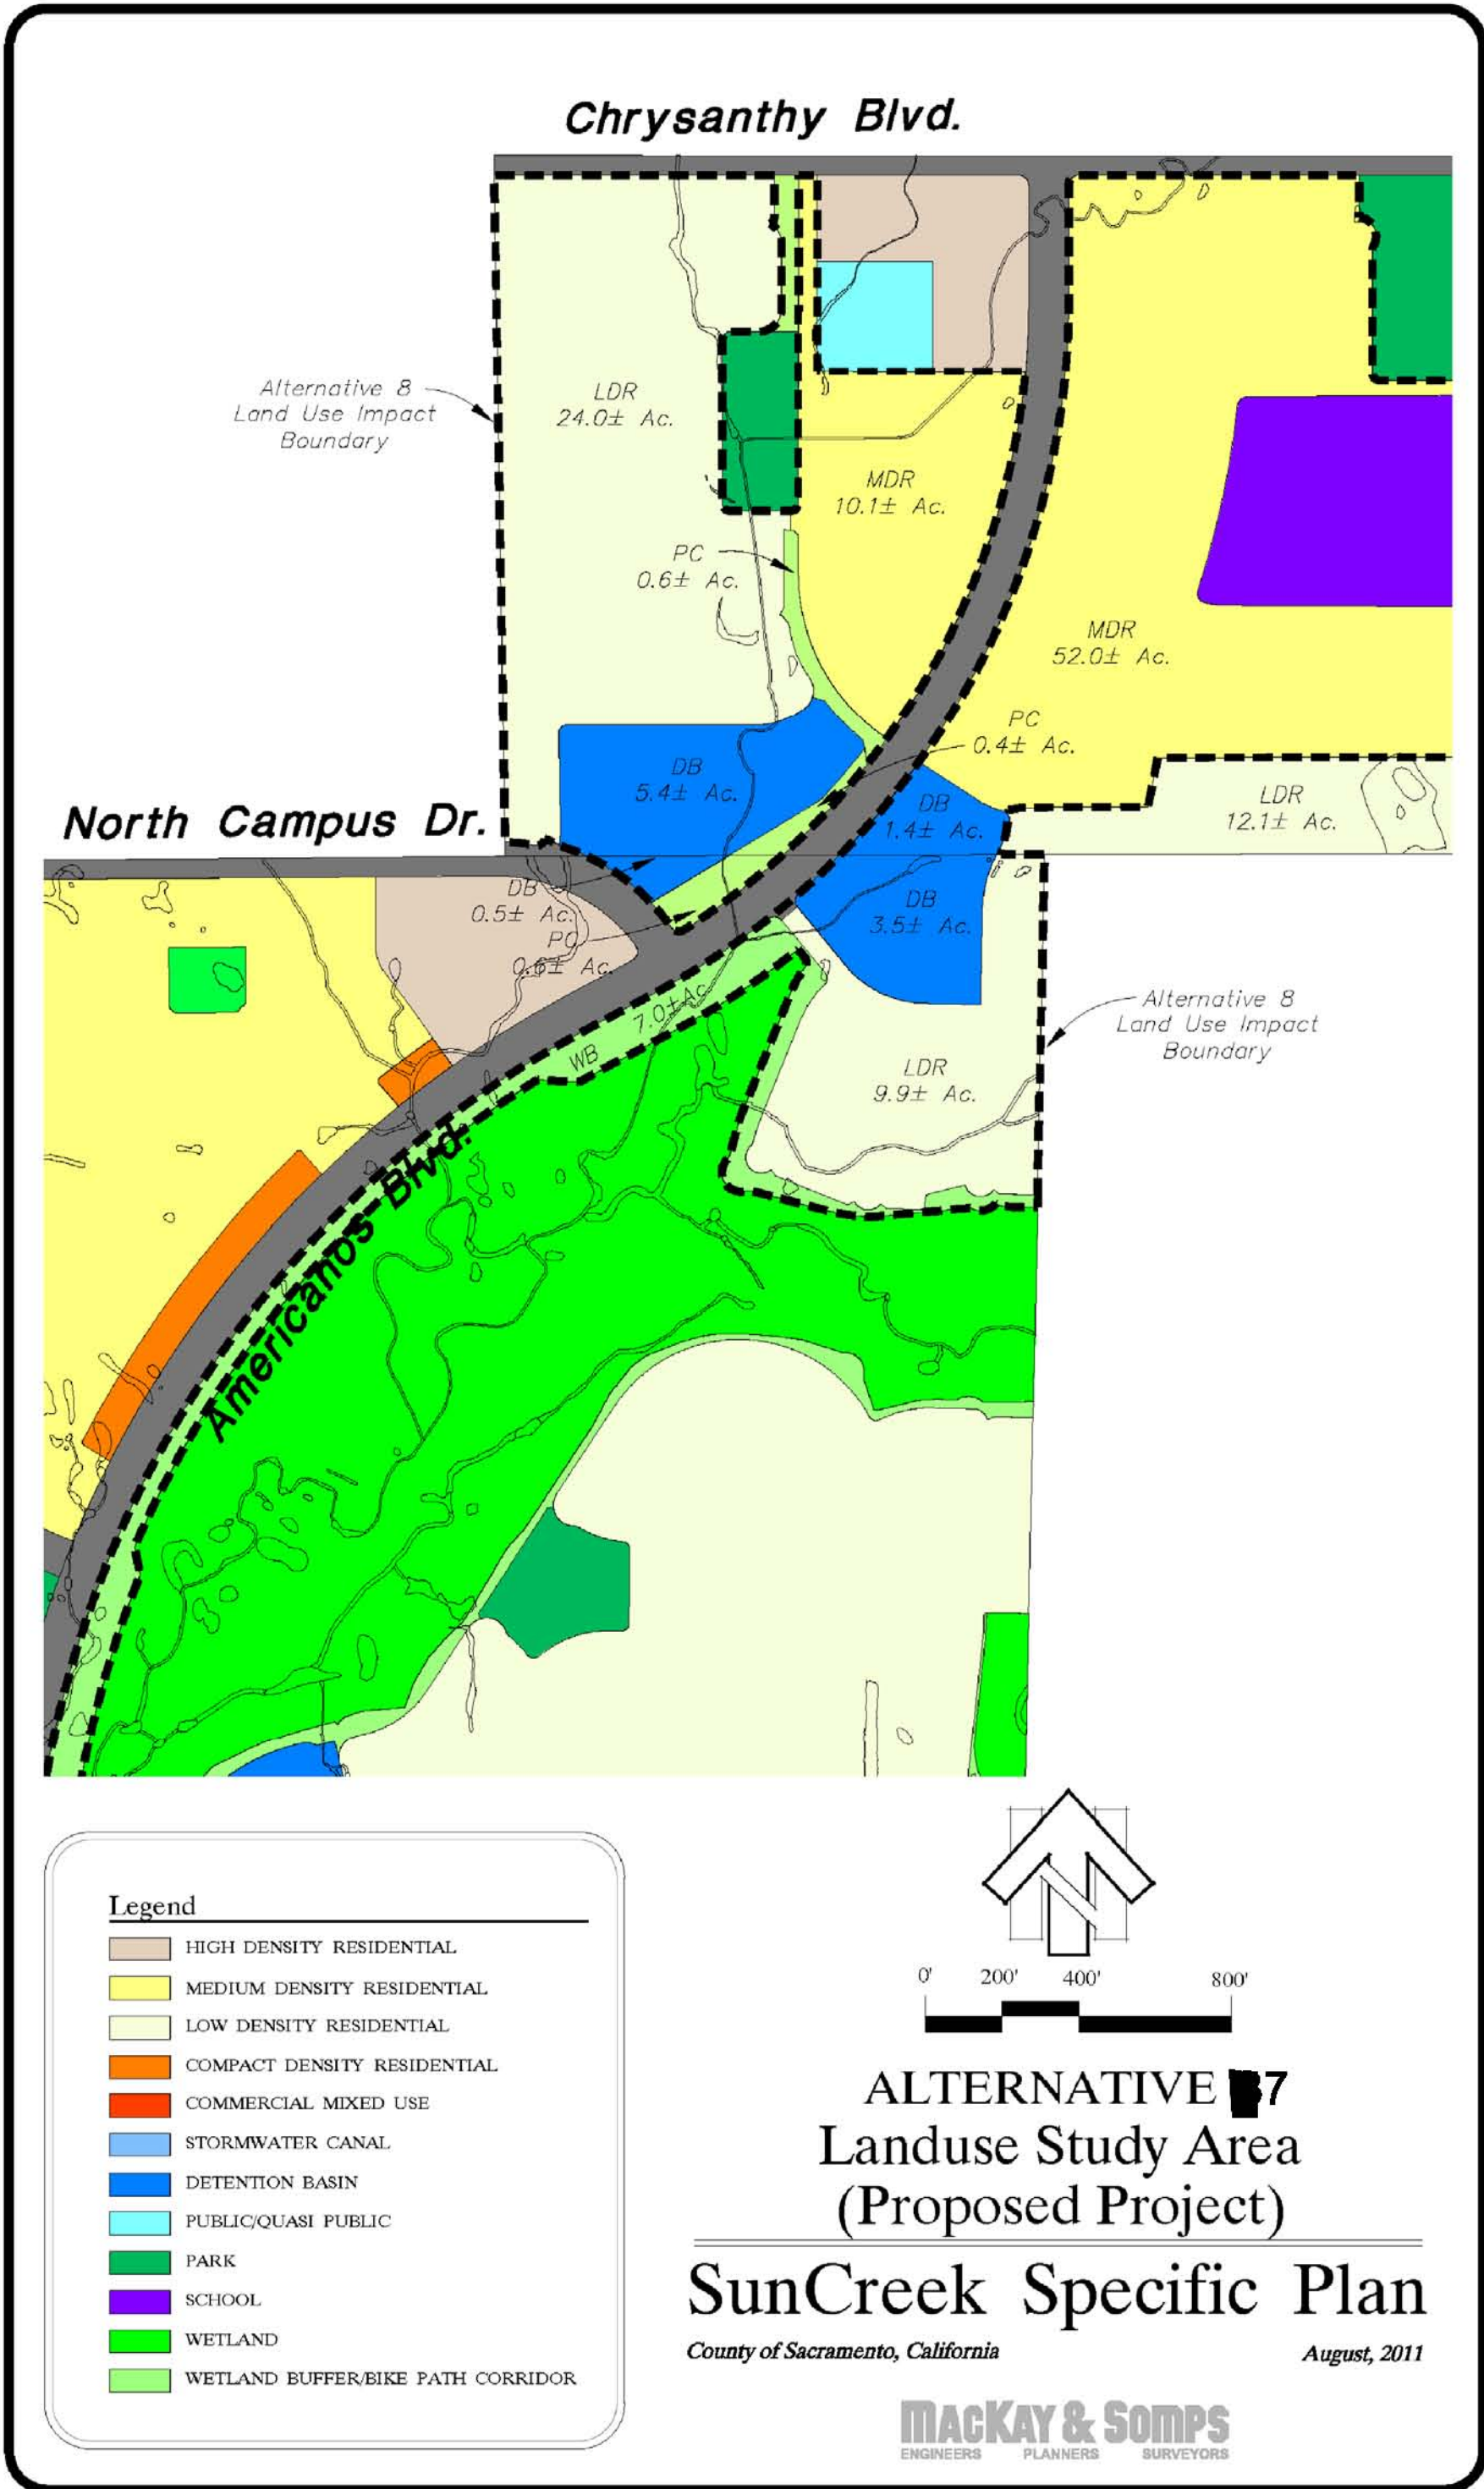 Chrysanthy Blvd.
Alternative 8
Land Use Impact
Boundary
LDR
24.0± Ac.
MDR
10.1± Ac.
PC
0.6± Ac.
MDR
52.0± Ac.
PC
0.4± Ac.
DB
5.4± Ac.
DB
1.4± Ac.
LDR
12.1± Ac.
North Campus Dr.
DB
0.5± Ac.
PC
0.6± Ac.
DB
3.5± Ac.
WB 7.0± Ac.
Alternative 8
Land Use Impact
Boundary
LDR
9.9± Ac.
Americanos Blvd.
Legend
HIGH DENSITY RESIDENTIAL
MEDIUM DENSITY RESIDENTIAL
LOW DENSITY RESIDENTIAL
COMPACT DENSITY RESIDENTIAL
COMMERCIAL MIXED USE
STORMWATER CANAL
DETENTION BASIN
PUBLIC/QUASI PUBLIC
PARK
SCHOOL
WETLAND
WETLAND BUFFER/BIKE PATH CORRIDOR
N
0' 200' 400' 800'
ALTERNATIVE 7
Landuse Study Area
(Proposed Project)
SunCreek Specific Plan
County of Sacramento, California August, 2011
MACKAY & SOMPS
ENGINEERS PLANNERS SURVEYORS